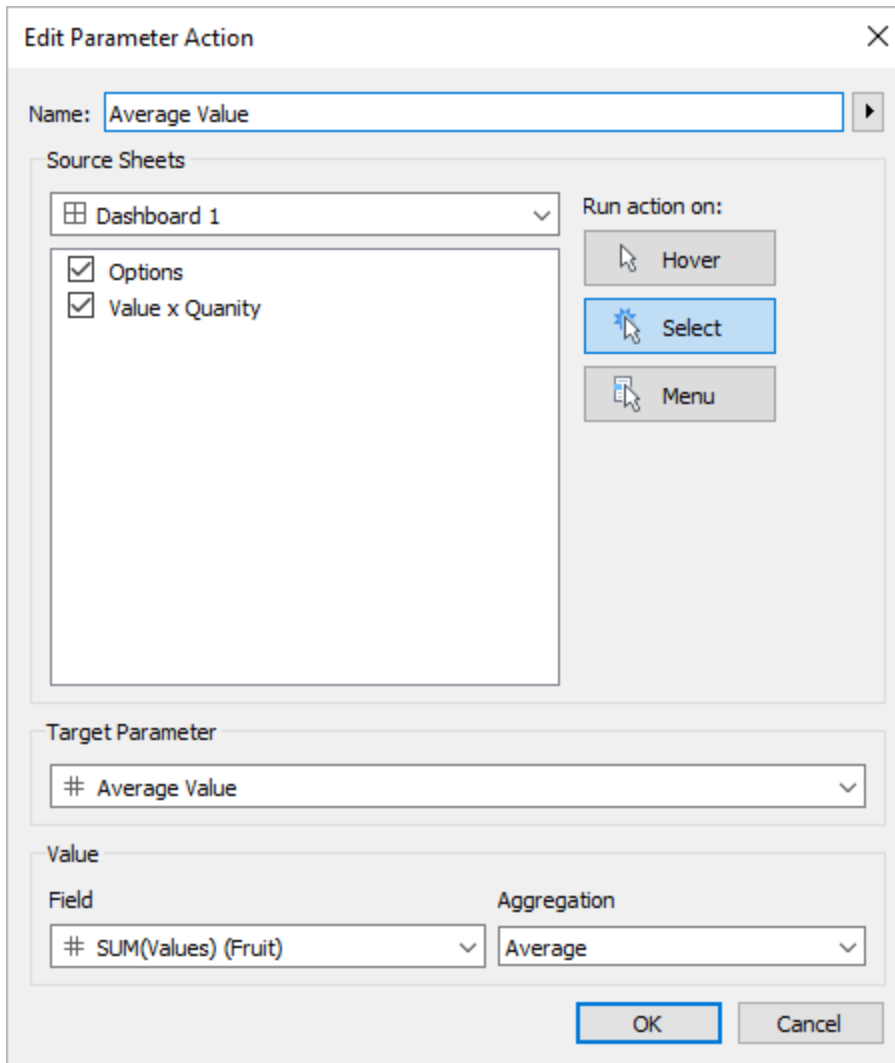 Edit Parameter Action
Name: Average Value
Source Sheets
Dashboard 1
Run action on:
Options
Value x Quanity
Hover
Select
Menu
Target Parameter
Average Value
Value
Field
Aggregation
SUM(Values) (Fruit)
Average
OK
Cancel